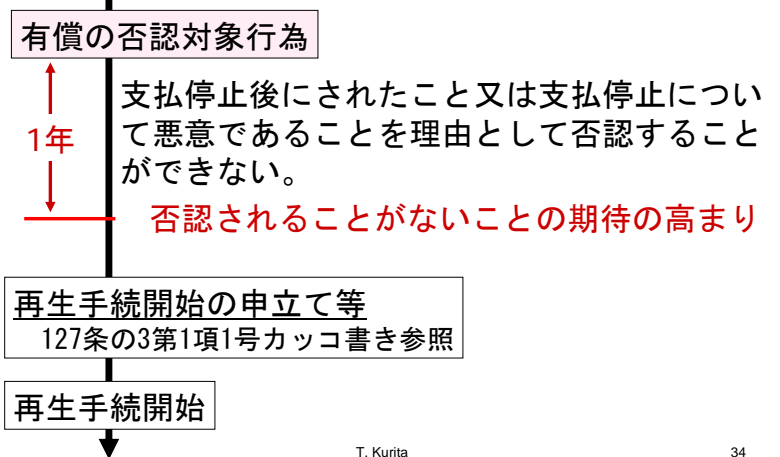 有償の否認対象行為
支払停止後にされたこと又は支払停止につい
1年
て悪意であることを理由として否認すること
ができない。
否認されることがないことの期待の高まり
再生手続開始の申立て等
127条の3第1項1号カッコ書き参照
再生手続開始
T. Kurita
34